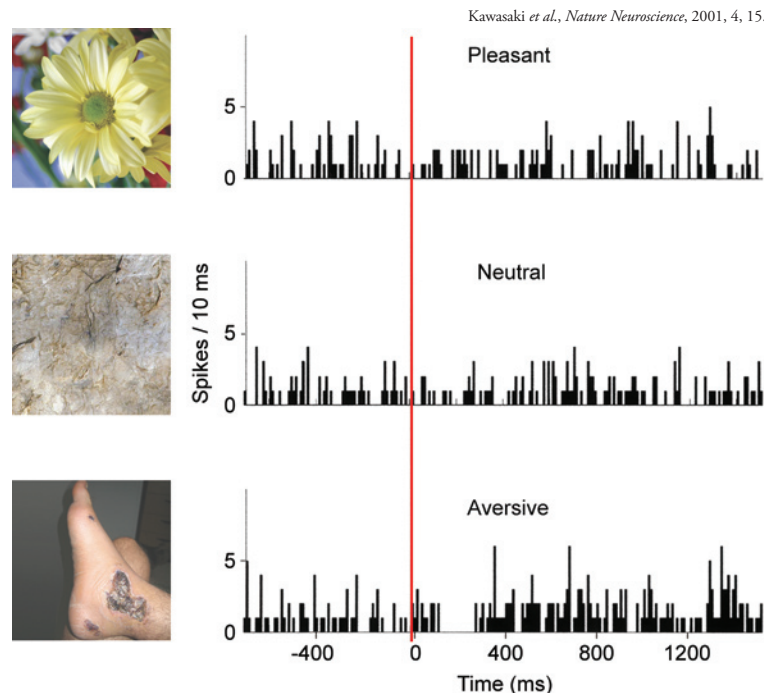 Kawasaki et al., Nature Neuroscience, 2001, 4, 15.
Pleasant
5
0
Neutral
Spikes / 10 ms
5
0
Aversive
5
0
-400 0 400 800 1200
Time (ms)